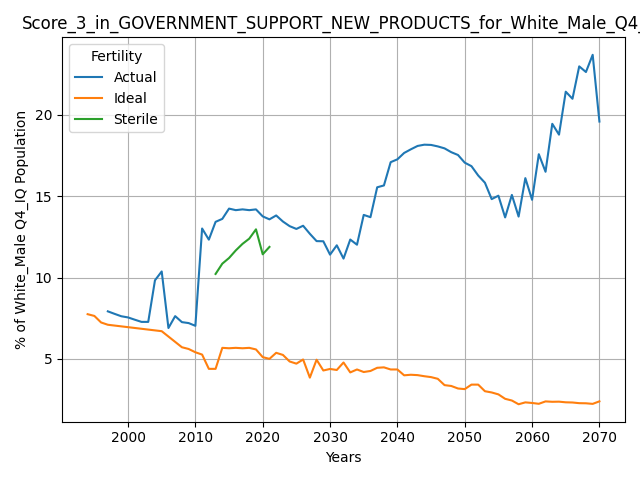 Score_3_in_GOVERNMENT_SUPPORT_NEW_PRODUCTS_for_White_Male_Q4_
Fertility
Actual
Ideal
Sterile
% of White_Male Q4_IQ Population
20
15
10
5
2000 2010 2020 2030 2040 2050 2060 2070
Years